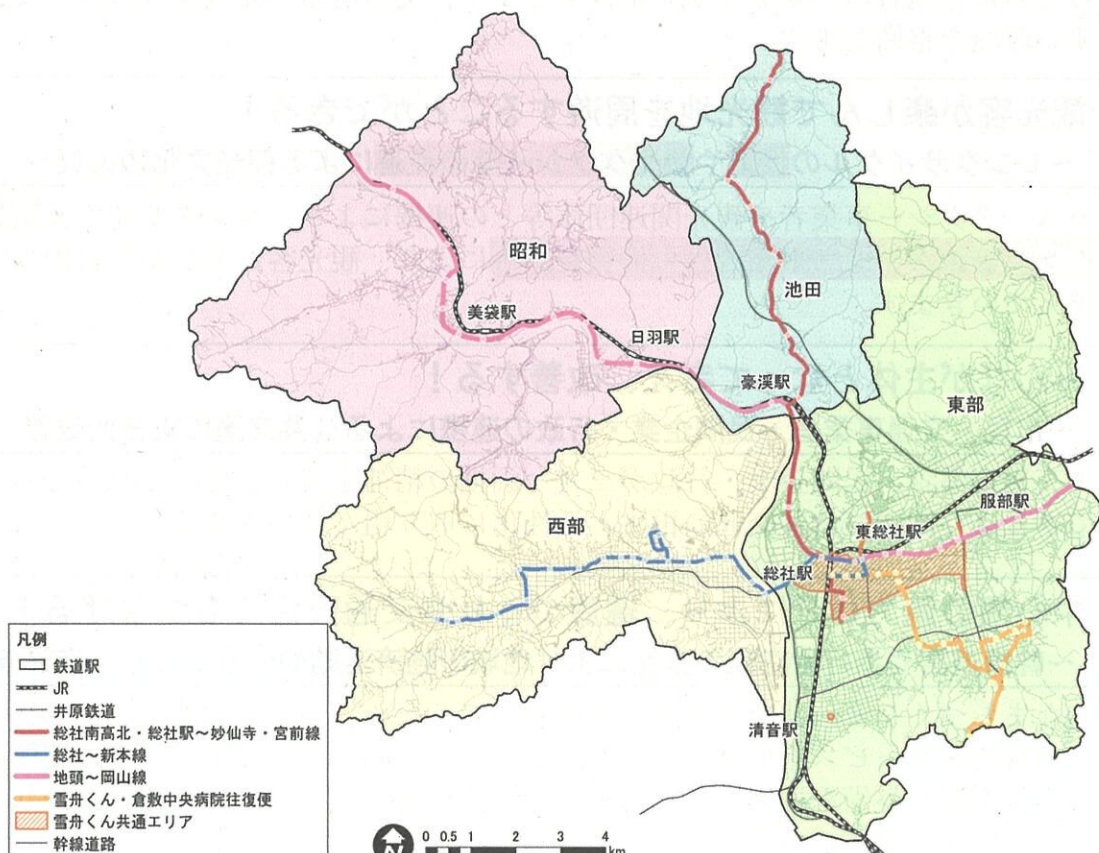 昭和
池田
美袋駅
日羽駅
豪渓駅
東部
服部駅
東総社駅
西部
総社駅
清音駅
凡例
鉄道駅
JR
井原鉄道
総社南高北・総社駅～妙仙寺・宮前線
総社～新本線
地頭～岡山線
雪舟くん・倉敷中央病院往復便
雪舟くん共通エリア
幹線道路
N
0 0.5 1 2 3 4
km